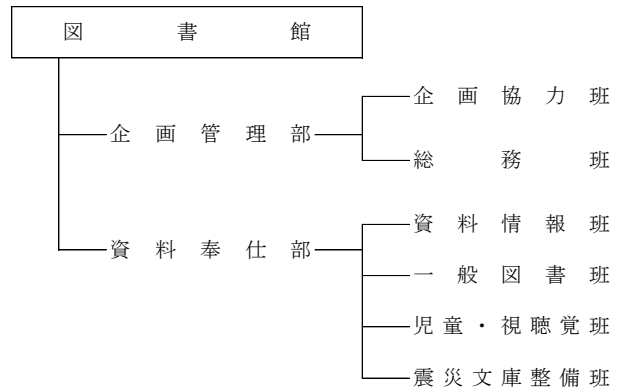 図書館
企画管理部
企画協力班
総務班
資料奉仕部
資料情報班
一般図書班
児童・視聴覚班
震災文庫整備班